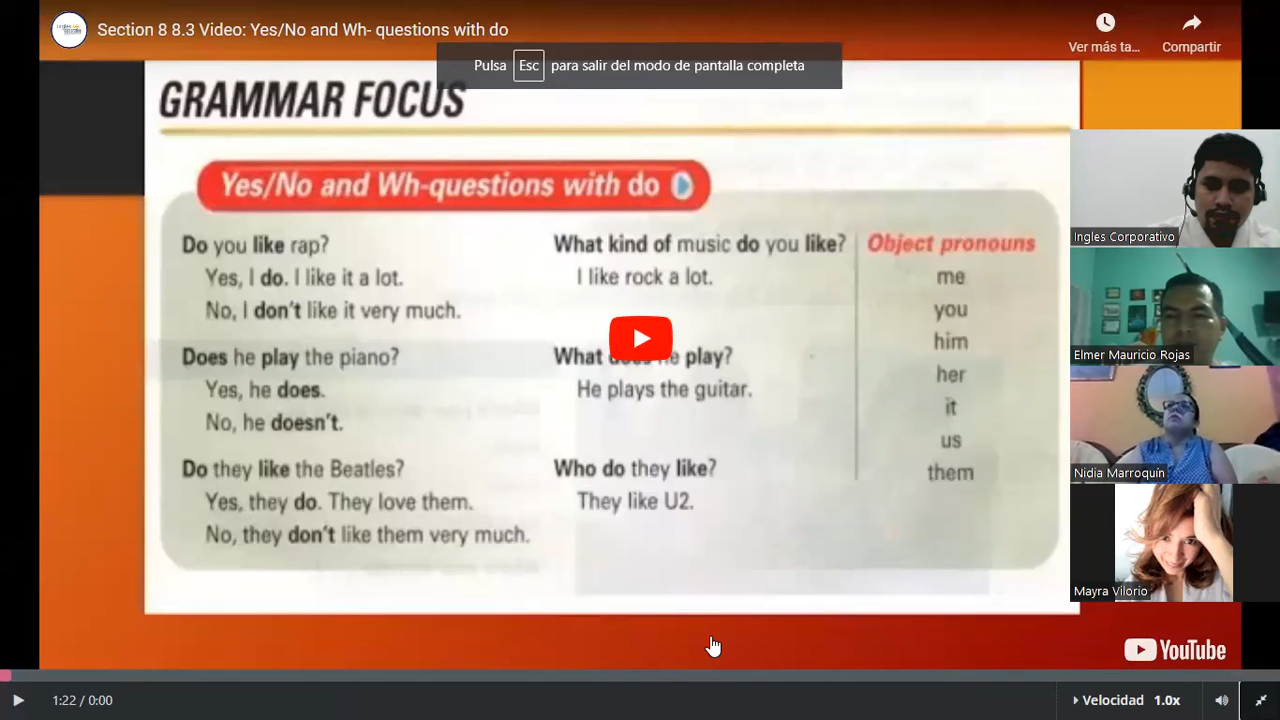 Section 8 8.3 Video: Yes/No and Wh- questions with do
Ver más ta...
Compartir
Pulsa Esc para salir del modo de pantalla completa
GRAMMAR FOCUS
Yes/No and Wh-questions with do
Do you like rap?
Yes, I do. I like it a lot.
No, I don't like it very much.
Does he play the piano?
Yes, he does.
No, he doesn't.
Do they like the Beatles?
Yes, they do. They love them.
No, they don't like them very much.
What kind of music do you like?
I like rock a lot.
What play?
He plays the guitar.
Who do they like?
They like U2.
Object pronouns
me
you
him
her
it
us
them
Ingles Corporativo
Elmer Mauricio Rojas
Nidia Marroquín
Mayra Vilorio
YouTube
1:22 / 0:00
Velocidad 1.0x